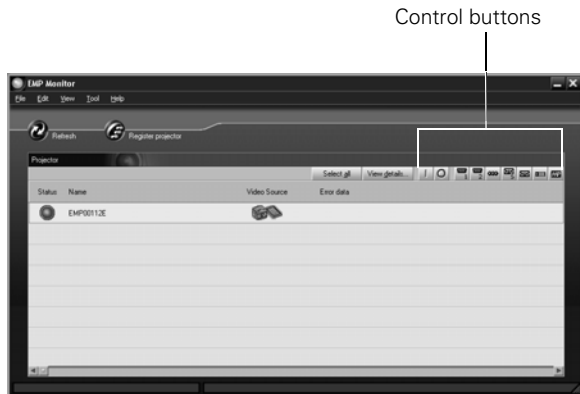 Control buttons
EMP Monitor
File Edit View Tool Help
Refresh Register projector
Projector
Select all View details...
Status Name Video Source Error data
EMP00112E